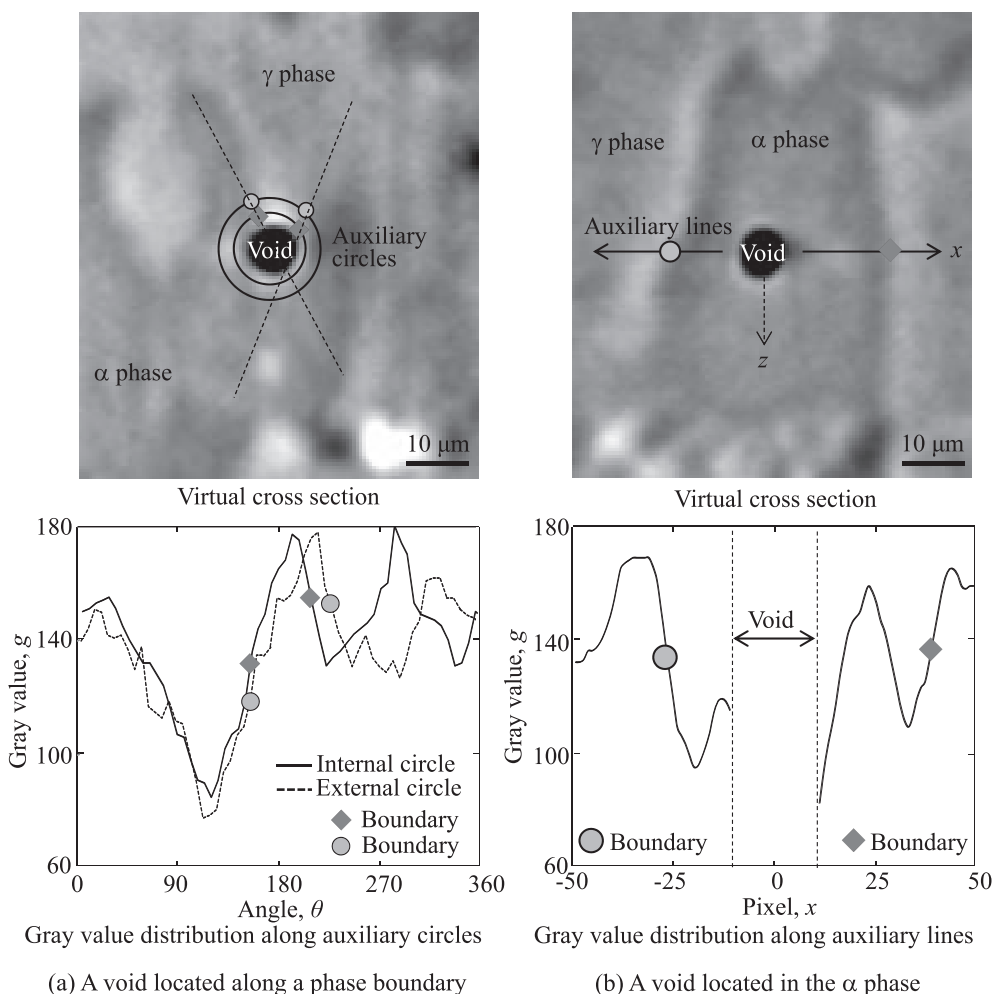 γ phase
Void
Auxiliary
circles
α phase
10 μm
Virtual cross section
γ phase
α phase
Auxiliary lines
Void
x
z
10 μm
Virtual cross section
180
140
100
60
Gray value, g
Internal circle
External circle
Boundary
Boundary
0
90
180
270
360
Angle, θ
Gray value distribution along auxiliary circles
(a) A void located along a phase boundary
180
140
100
60
Gray value, g
Void
Boundary
Boundary
-50
-25
0
25
50
Pixel, x
Gray value distribution along auxiliary lines
(b) A void located in the α phase